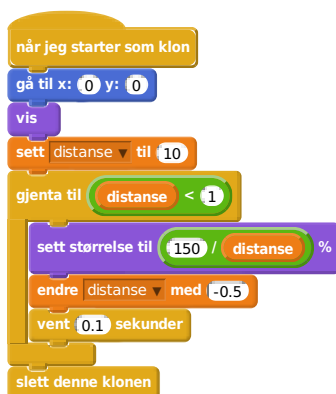 når jeg starter som klon
gå til x: 0 y: 0
vis
sett distanse til 10
gjenta til distanse < 1
sett størrelse til 150 / distanse %
endre distanse med -0.5
vent 0.1 sekunder
slett denne klonen